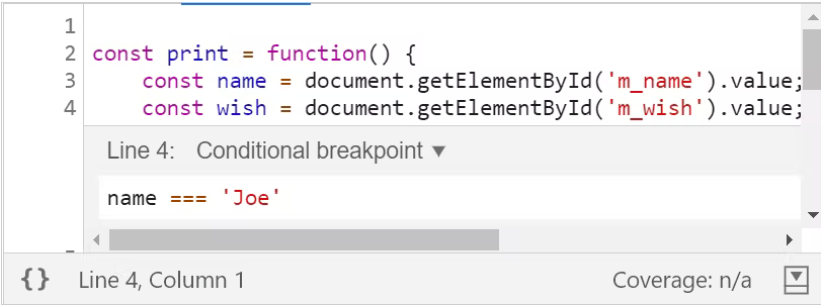 1
2 const print = function() {
3     const name = document.getElementById('m_name').value;
4     const wish = document.getElementById('m_wish').value;
Line 4: Conditional breakpoint ▼
name === 'Joe'
{} Line 4, Column 1 Coverage: n/a